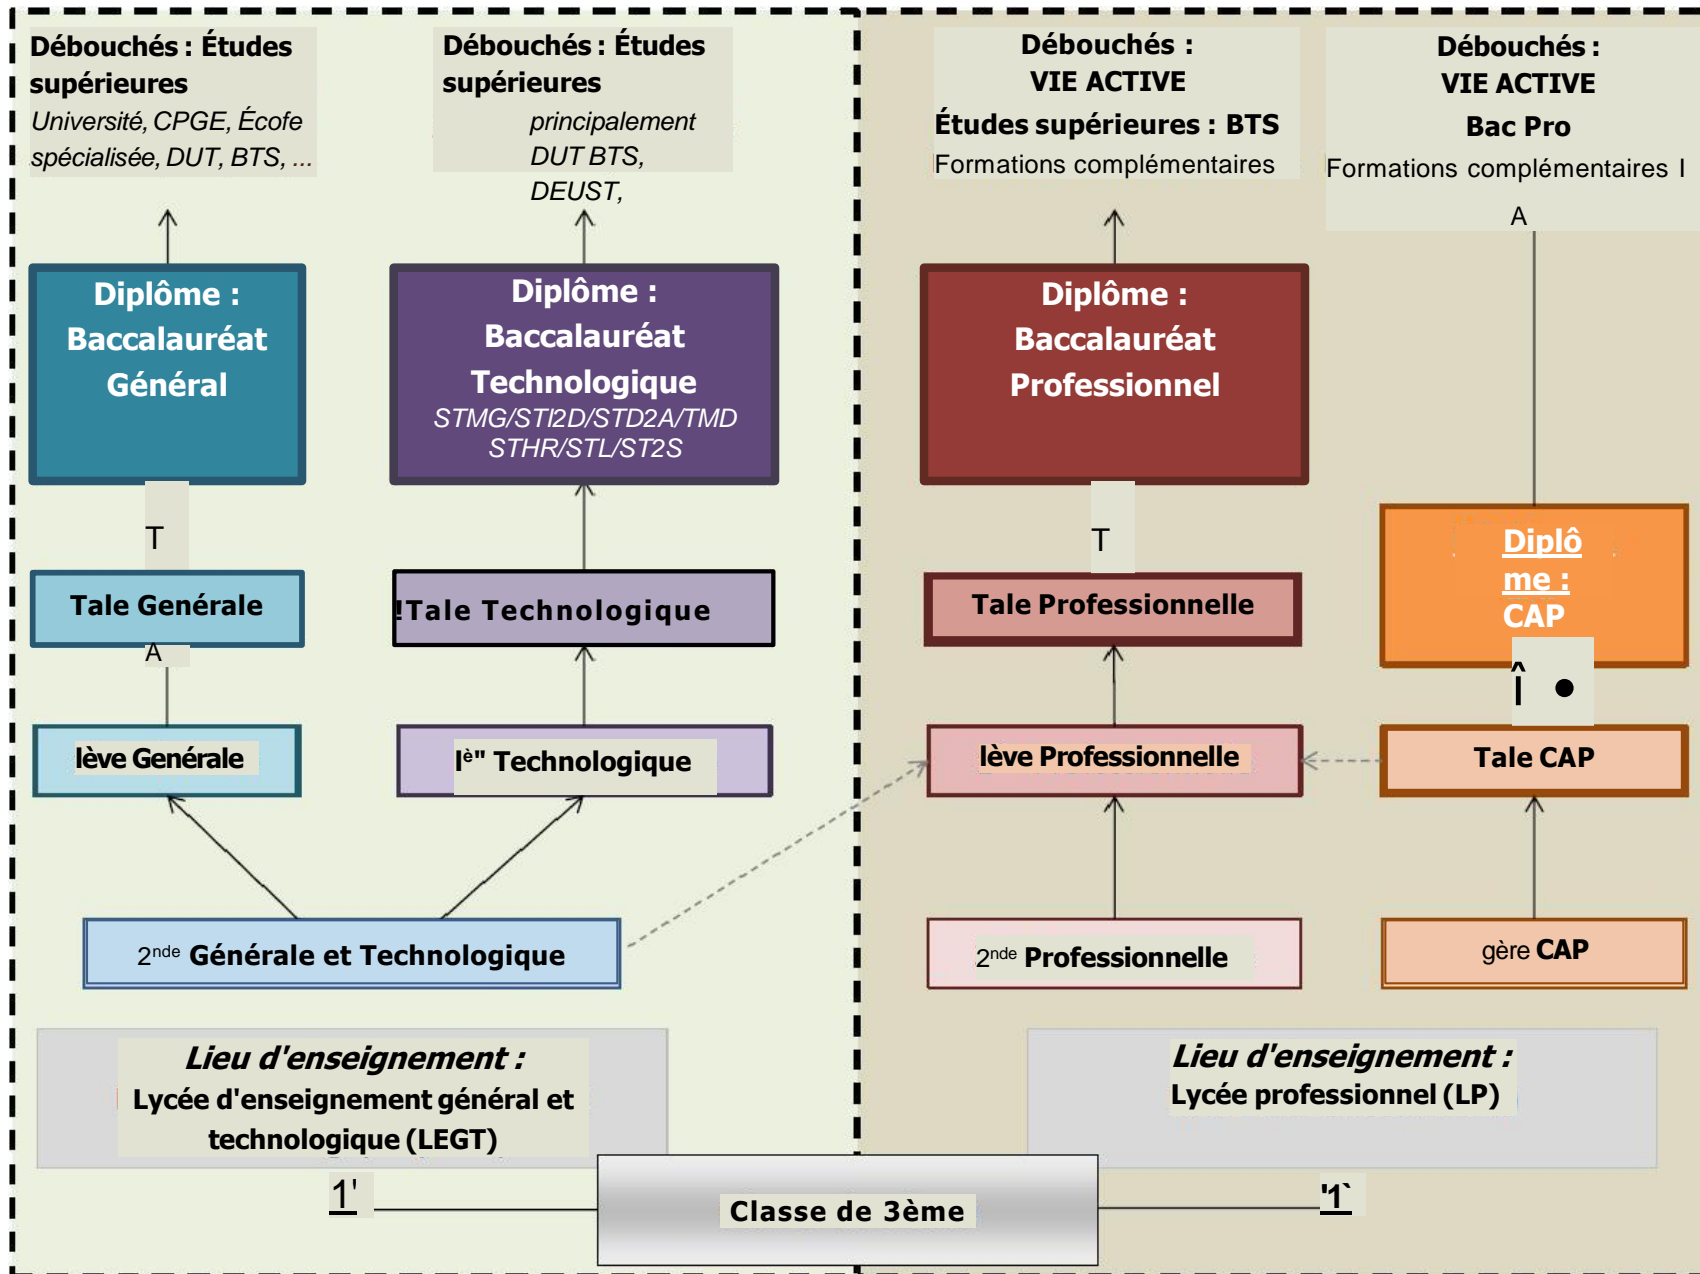 Débouchés : Études
supérieures
Université, CPGE, Écofe
spécialisée, DUT, BTS, ...
Débouchés : Études
supérieures
principalement
DUT BTS,
DEUST,
Débouchés :
VIE ACTIVE
Études supérieures : BTS
Formations complémentaires
Débouchés :
VIE ACTIVE
Bac Pro
Formations complémentaires I
A
Diplôme :
Baccalauréat
Général
Diplôme :
Baccalauréat
Technologique
STMG/STI2D/STD2A/TMD
STHR/STL/ST2S
Diplôme :
Baccalauréat
Professionnel
T
T
Diplô
me :
CAP
Î •
Tale Genérale
A
!Tale Technologique
Tale Professionnelle
lève Genérale
lè" Technologique
lève Professionnelle
Tale CAP
2nde Générale et Technologique
2nde Professionnelle
gère CAP
Lieu d'enseignement :
Lycée d'enseignement général et
technologique (LEGT)
Lieu d'enseignement :
Lycée professionnel (LP)
1'
Classe de 3ème
'1`